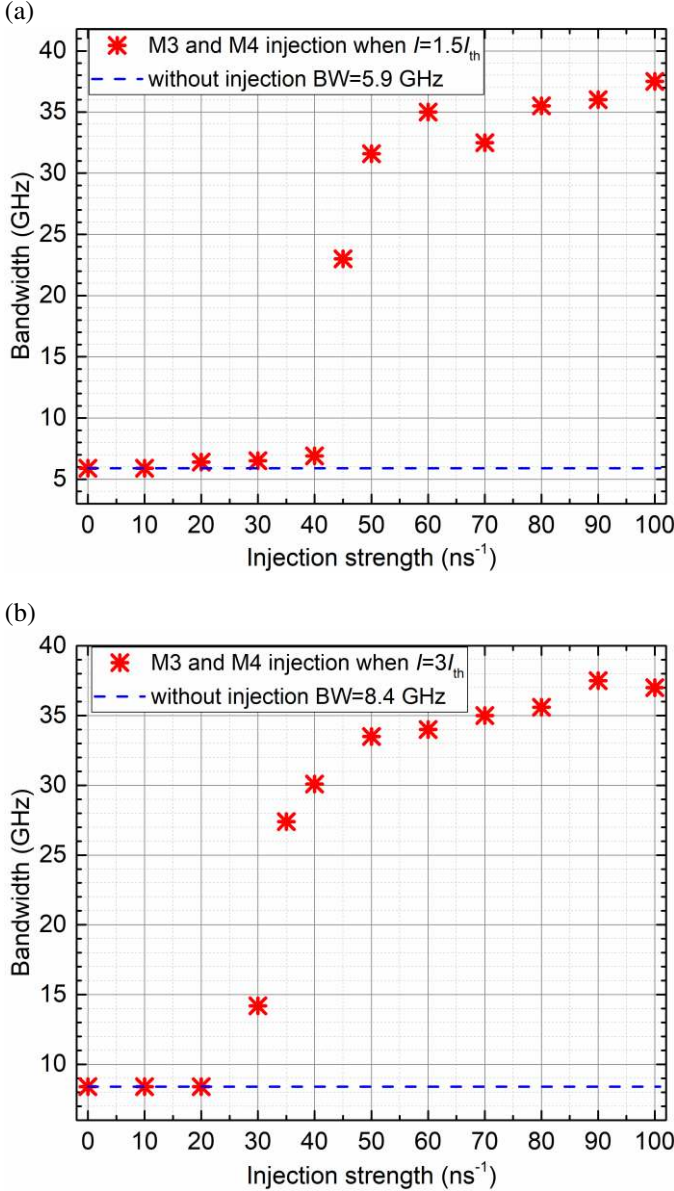 (a)
40
35
30
25
20
15
10
5
Bandwidth (GHz)
M3 and M4 injection when I=1.5Ith
without injection BW=5.9 GHz
0 10 20 30 40 50 60 70 80 90 100
Injection strength (ns-1)
(b)
40
35
30
25
20
15
10
Bandwidth (GHz)
M3 and M4 injection when I=3Ith
without injection BW=8.4 GHz
0 10 20 30 40 50 60 70 80 90 100
Injection strength (ns-1)